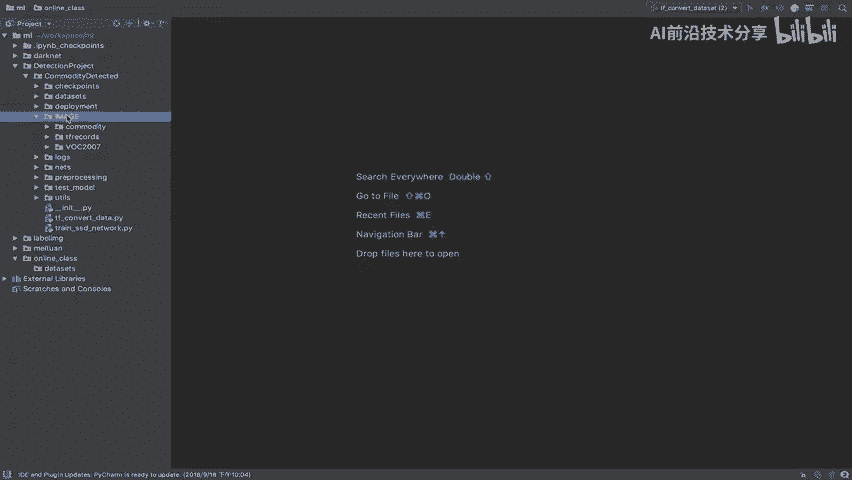 ml
online_class
tf_convert_dataset (2)
Project
AI前沿技术分享
bilibili
ml ~/workspace/ml
.ipynb_checkpoints
darknet
DetectionProject
CommodityDetected
checkpoints
datasets
deployment
IMAGE
commodity
tfrecords
VOC2007
logs
nets
preprocessing
test_model
utils
__init__.py
tf_convert_data.py
train_ssd_network.py
labelimg
meituan
online_class
datasets
External Libraries
Scratches and Consoles
Search Everywhere Double ⇧
Go to File ⇧⌘O
Recent Files ⌘E
Navigation Bar ⌘↑
Drop files here to open
IDE and Plugin Updates: PyCharm is ready to update. (2018/9/16 下午10:04)